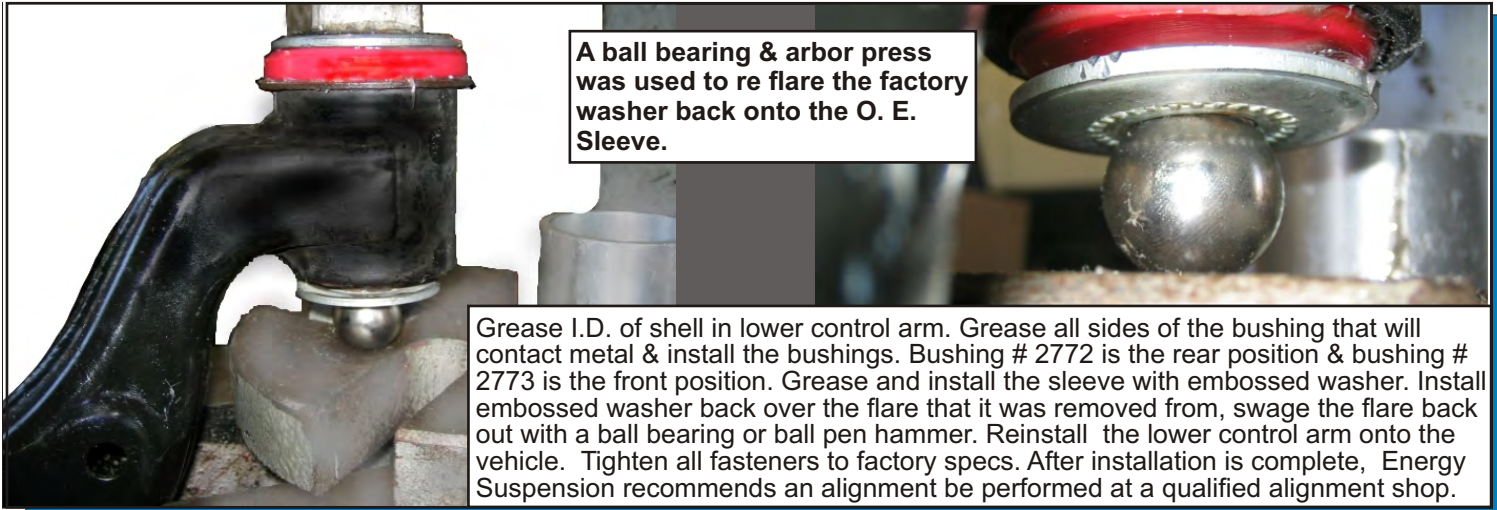 A ball bearing & arbor press
was used to re flare the factory
washer back onto the O. E.
Sleeve.
Grease I.D. of shell in lower control arm. Grease all sides of the bushing that will
contact metal & install the bushings. Bushing # 2772 is the rear position & bushing #
2773 is the front position. Grease and install the sleeve with embossed washer. Install
embossed washer back over the flare that it was removed from, swage the flare back
out with a ball bearing or ball pen hammer. Reinstall  the lower control arm onto the
vehicle.  Tighten all fasteners to factory specs. After installation is complete,  Energy
Suspension recommends an alignment be performed at a qualified alignment shop.